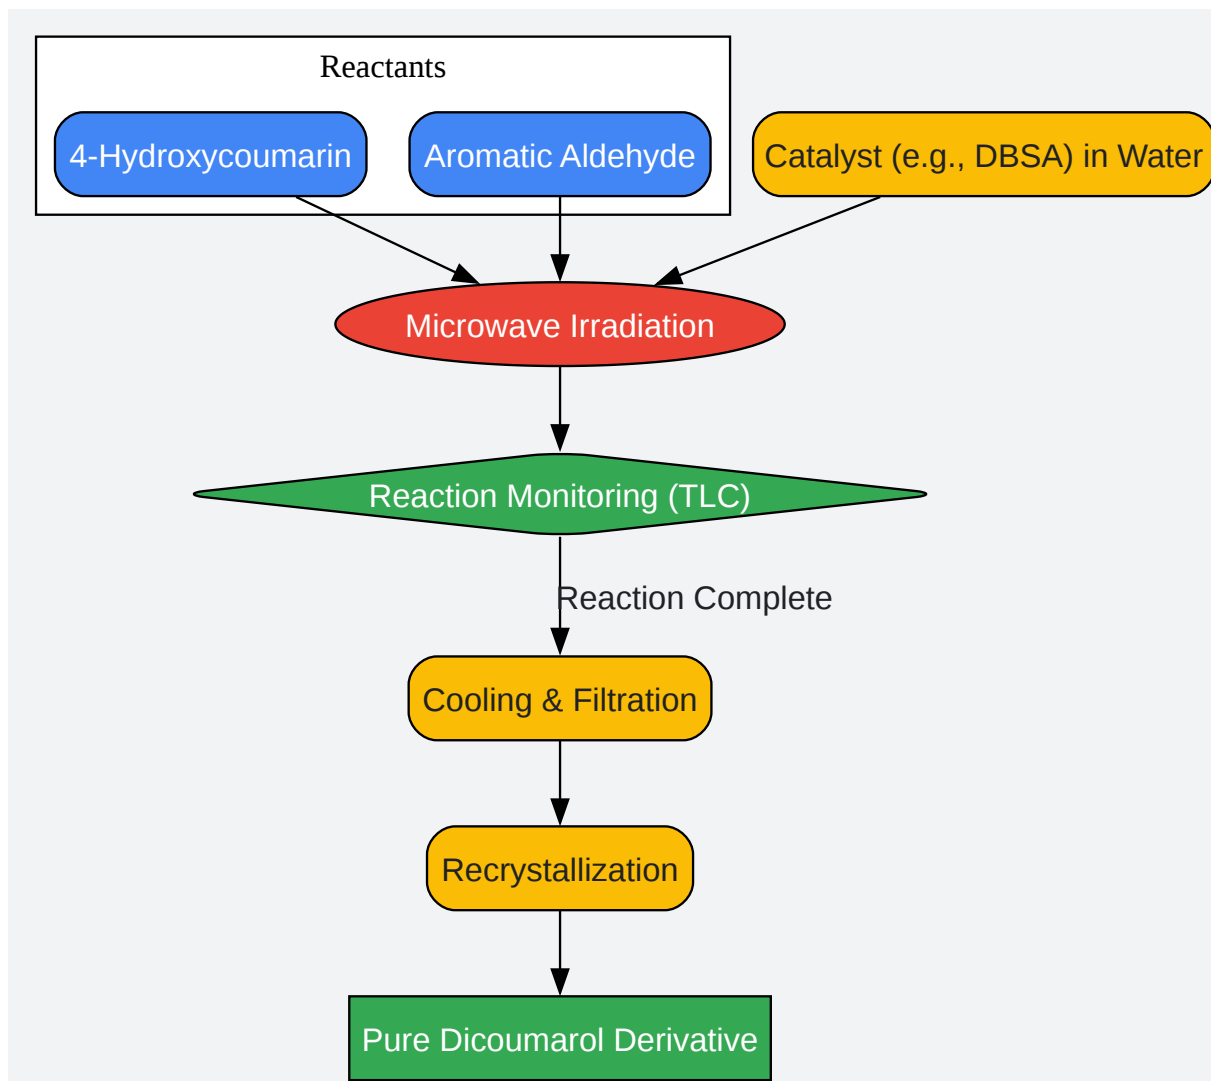 Reactants
4-Hydroxycoumarin
Aromatic Aldehyde
Catalyst (e.g., DBSA) in Water
Microwave Irradiation
Reaction Monitoring (TLC)
Reaction Complete
Cooling & Filtration
Recrystallization
Pure Dicoumarol Derivative